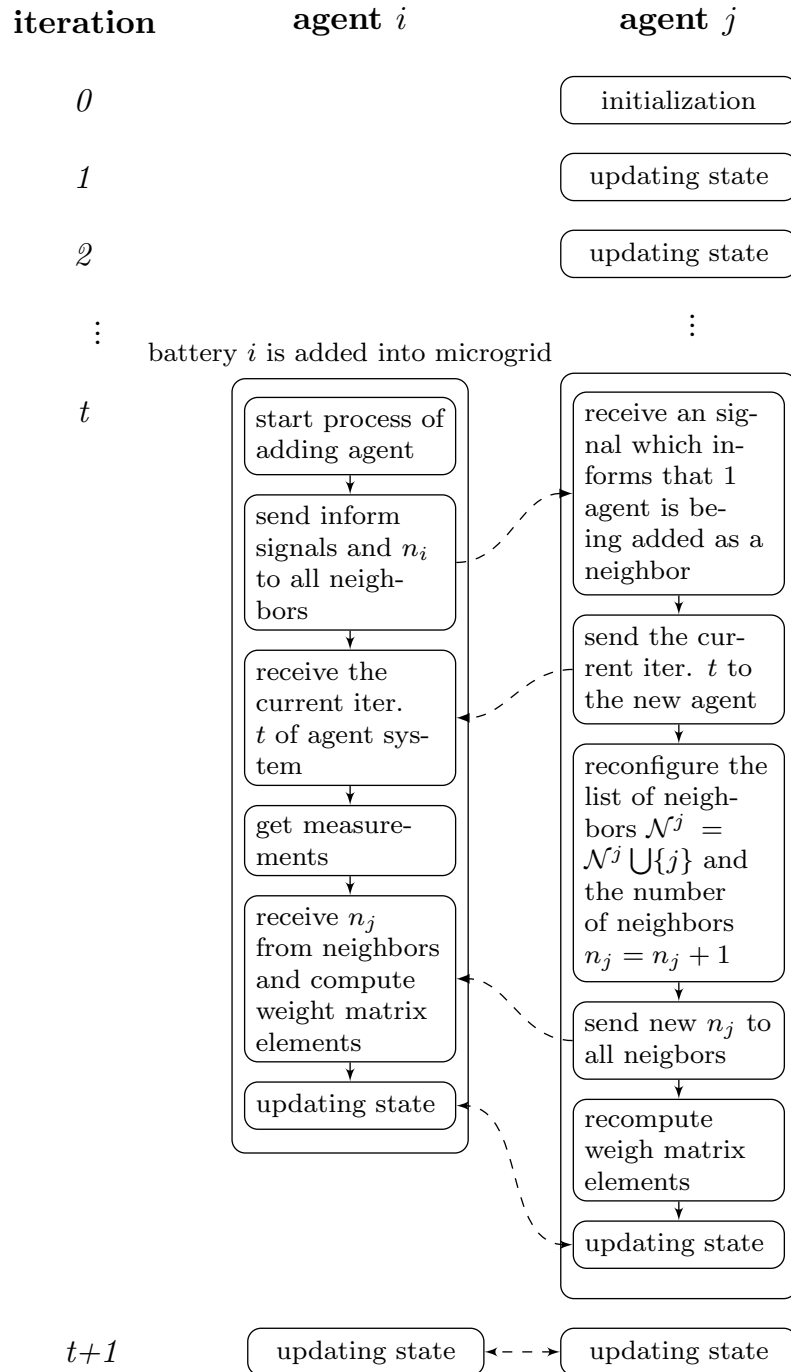 iteration agent i agent j
0 initialization
1 updating state
2 updating state
⋮ ⋮
battery i is added into microgrid
t
start process of
adding agent
send inform
signals and n_i
to all neigh-
bors
receive the
current iter.
t of agent sys-
tem
get measure-
ments
receive n_j
from neighbors
and compute
weight matrix
elements
updating state
receive an sig-
nal which in-
forms that 1
agent is be-
ing added as a
neighbor
send the cur-
rent iter. t to
the new agent
reconfigure the
list of neigh-
bors 𝒩^j =
𝒩^j ⋃{j} and
the number
of neighbors
n_j = n_j + 1
send new n_j to
all neigbors
recompute
weigh matrix
elements
updating state
t+1 updating state updating state